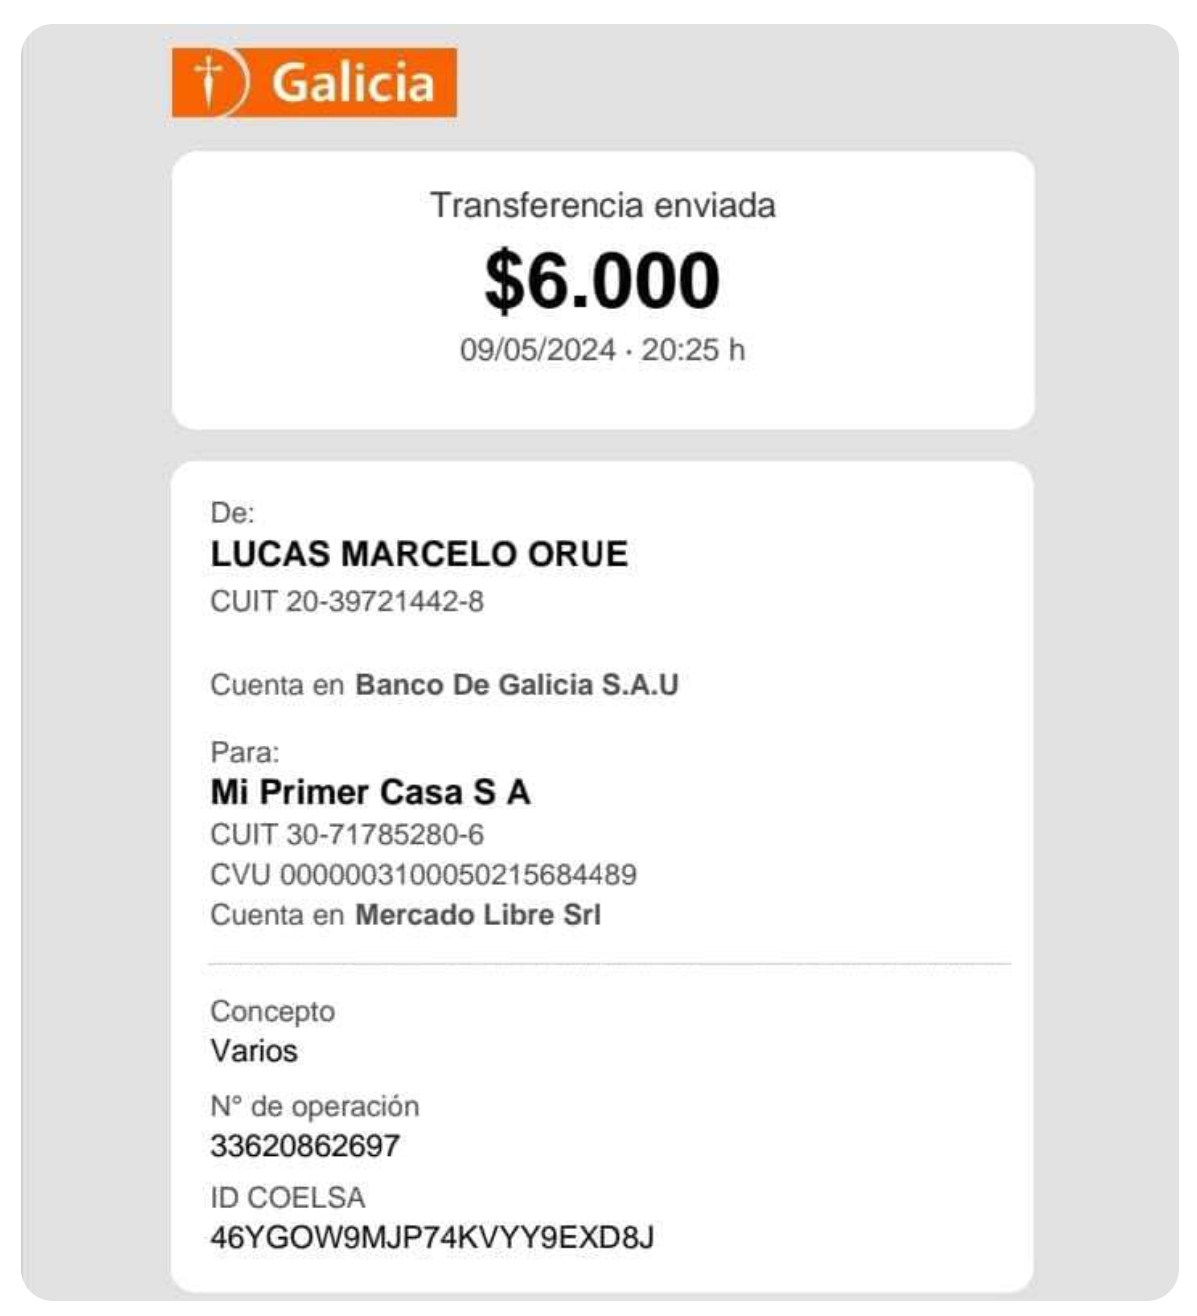 Galicia
Transferencia enviada
$6.000
09/05/2024 · 20:25 h
De:
LUCAS MARCELO ORUE
CUIT 20-39721442-8
Cuenta en Banco De Galicia S.A.U
Para:
Mi Primer Casa S A
CUIT 30-71785280-6
CVU 0000003100050215684489
Cuenta en Mercado Libre Srl
Concepto
Varios
N° de operación
33620862697
ID COELSA
46YGOW9MJP74KVYY9EXD8J